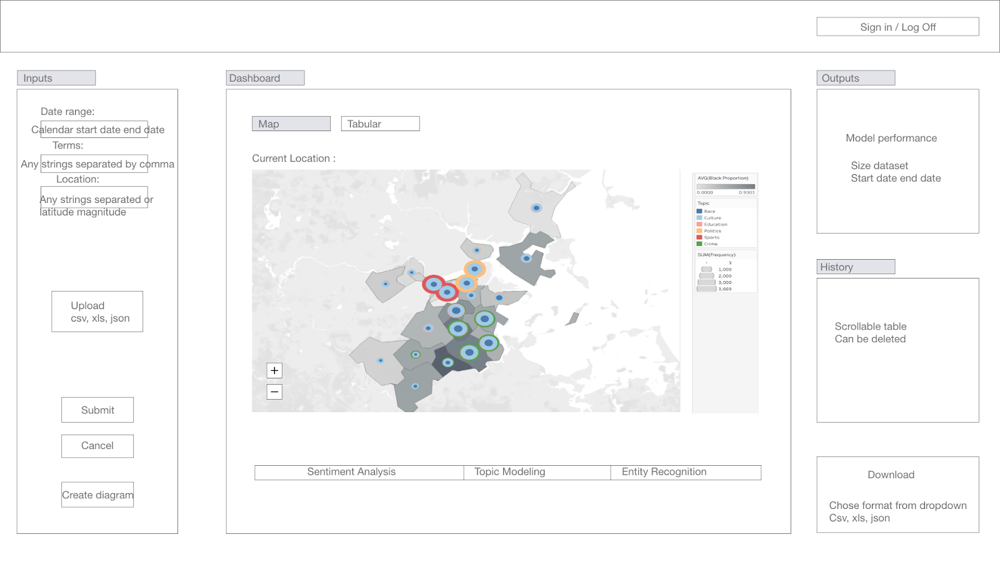 Sign in / Log Off
Inputs
Date range:
Calendar start date end date
Terms:
Any strings separated by comma
Location:
Any strings separated or
latitude magnitude
Upload
csv, xls, json
Submit
Cancel
Create diagram
Dashboard
Map
Tabular
Current Location :
+
−
AVG(Black Proportion)
0.0000 0.9301
Topic
Race
Culture
Education
Politics
Sports
Crime
SUM(Frequency)
3
1,000
2,000
3,000
3,669
Sentiment Analysis
Topic Modeling
Entity Recognition
Outputs
Model performance
Size dataset
Start date end date
History
Scrollable table
Can be deleted
Download
Chose format from dropdown
Csv, xls, json